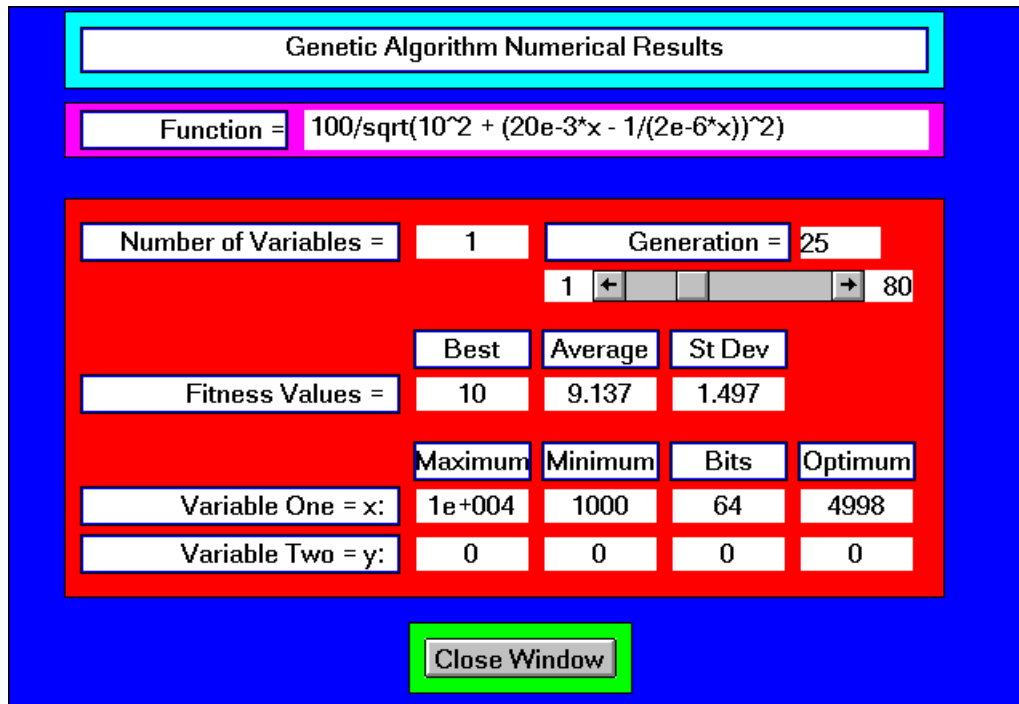 Genetic Algorithm Numerical Results
Function = 100/sqrt(10^2 + (20e-3*x - 1/(2e-6*x))^2)
Number of Variables = 1 Generation = 25
1 80
Best Average St Dev
Fitness Values = 10 9.137 1.497
Maximum Minimum Bits Optimum
Variable One = x: 1e+004 1000 64 4998
Variable Two = y: 0 0 0 0
Close Window